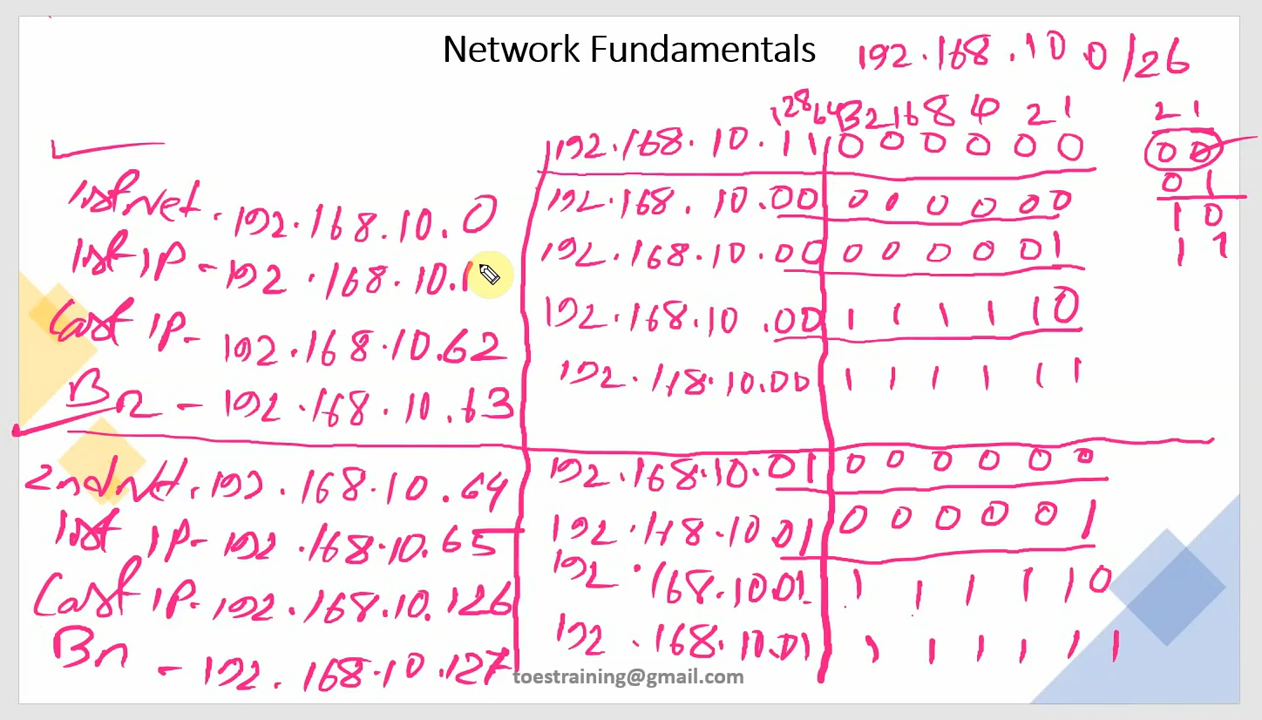 Network Fundamentals
192.168.10.0/26
128 64 32 16 8 4 2 1
2 1
0 0
0 1
1 0
1 1
192.168.10.11 000000
1st Net. 192.168.10.0
192.168.10.00 000000
1st IP - 192.168.10.1
192.168.10.00 000001
Last IP - 192.168.10.62
192.168.10.00 111110
Bn - 192.168.10.63
192.168.10.00 111111
2nd Net. 192.168.10.64
192.168.10.01 000000
1st IP - 192.168.10.65
192.168.10.01 000001
Last IP - 192.168.10.126
192.168.10.01 111110
Bn - 192.168.10.127
192.168.10.01 111111
toestraining@gmail.com